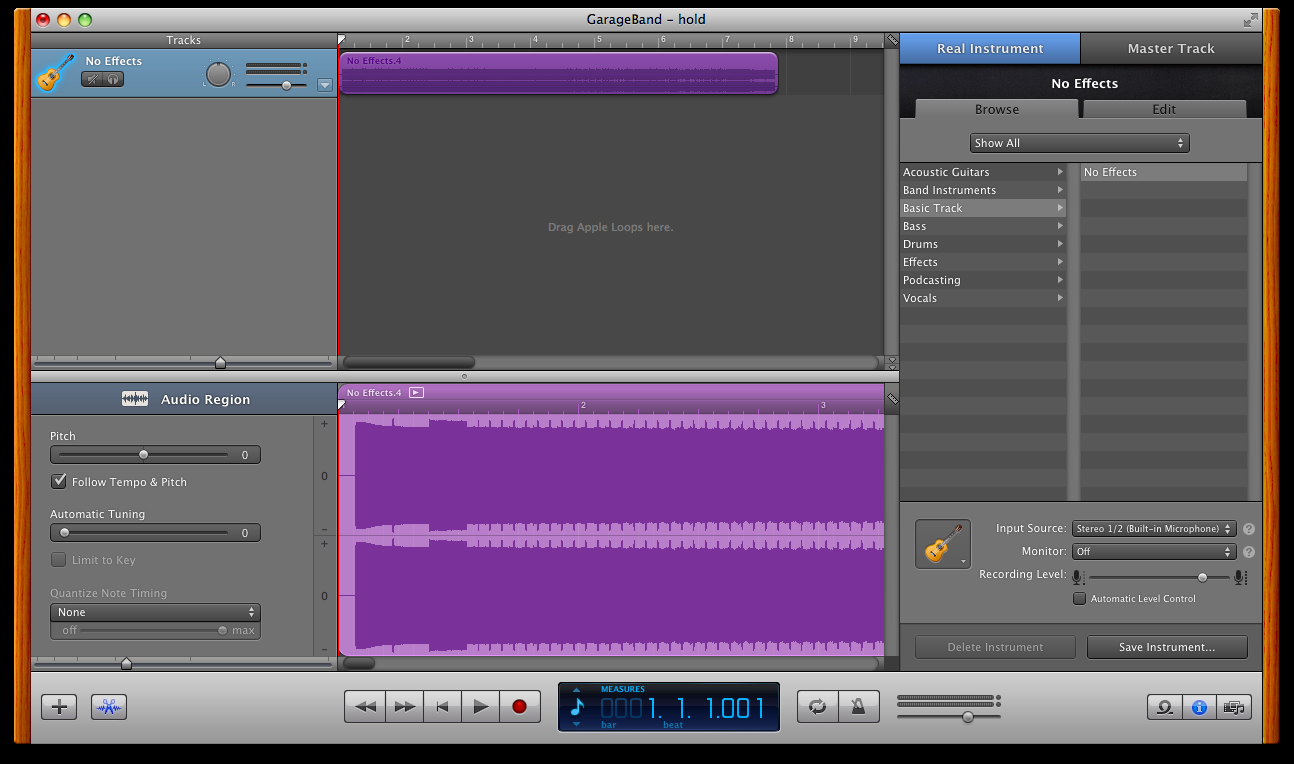 GarageBand – hold
Tracks
2 3 4 5 6 7 8 9
No Effects
L R
No Effects.4
Drag Apple Loops here.
Real Instrument
Master Track
No Effects
Browse
Edit
Show All
Acoustic Guitars
Band Instruments
Basic Track
Bass
Drums
Effects
Podcasting
Vocals
No Effects
Audio Region
Pitch
0
Follow Tempo & Pitch
Automatic Tuning
0
Limit to Key
Quantize Note Timing
None
off max
No Effects.4
2 3
+
0
–
+
0
–
Input Source: Stereo 1/2 (Built-in Microphone) ?
Monitor: Off ?
Recording Level:
Automatic Level Control
Delete Instrument
Save Instrument...
MEASURES
0001. 1. 1.001
bar beat